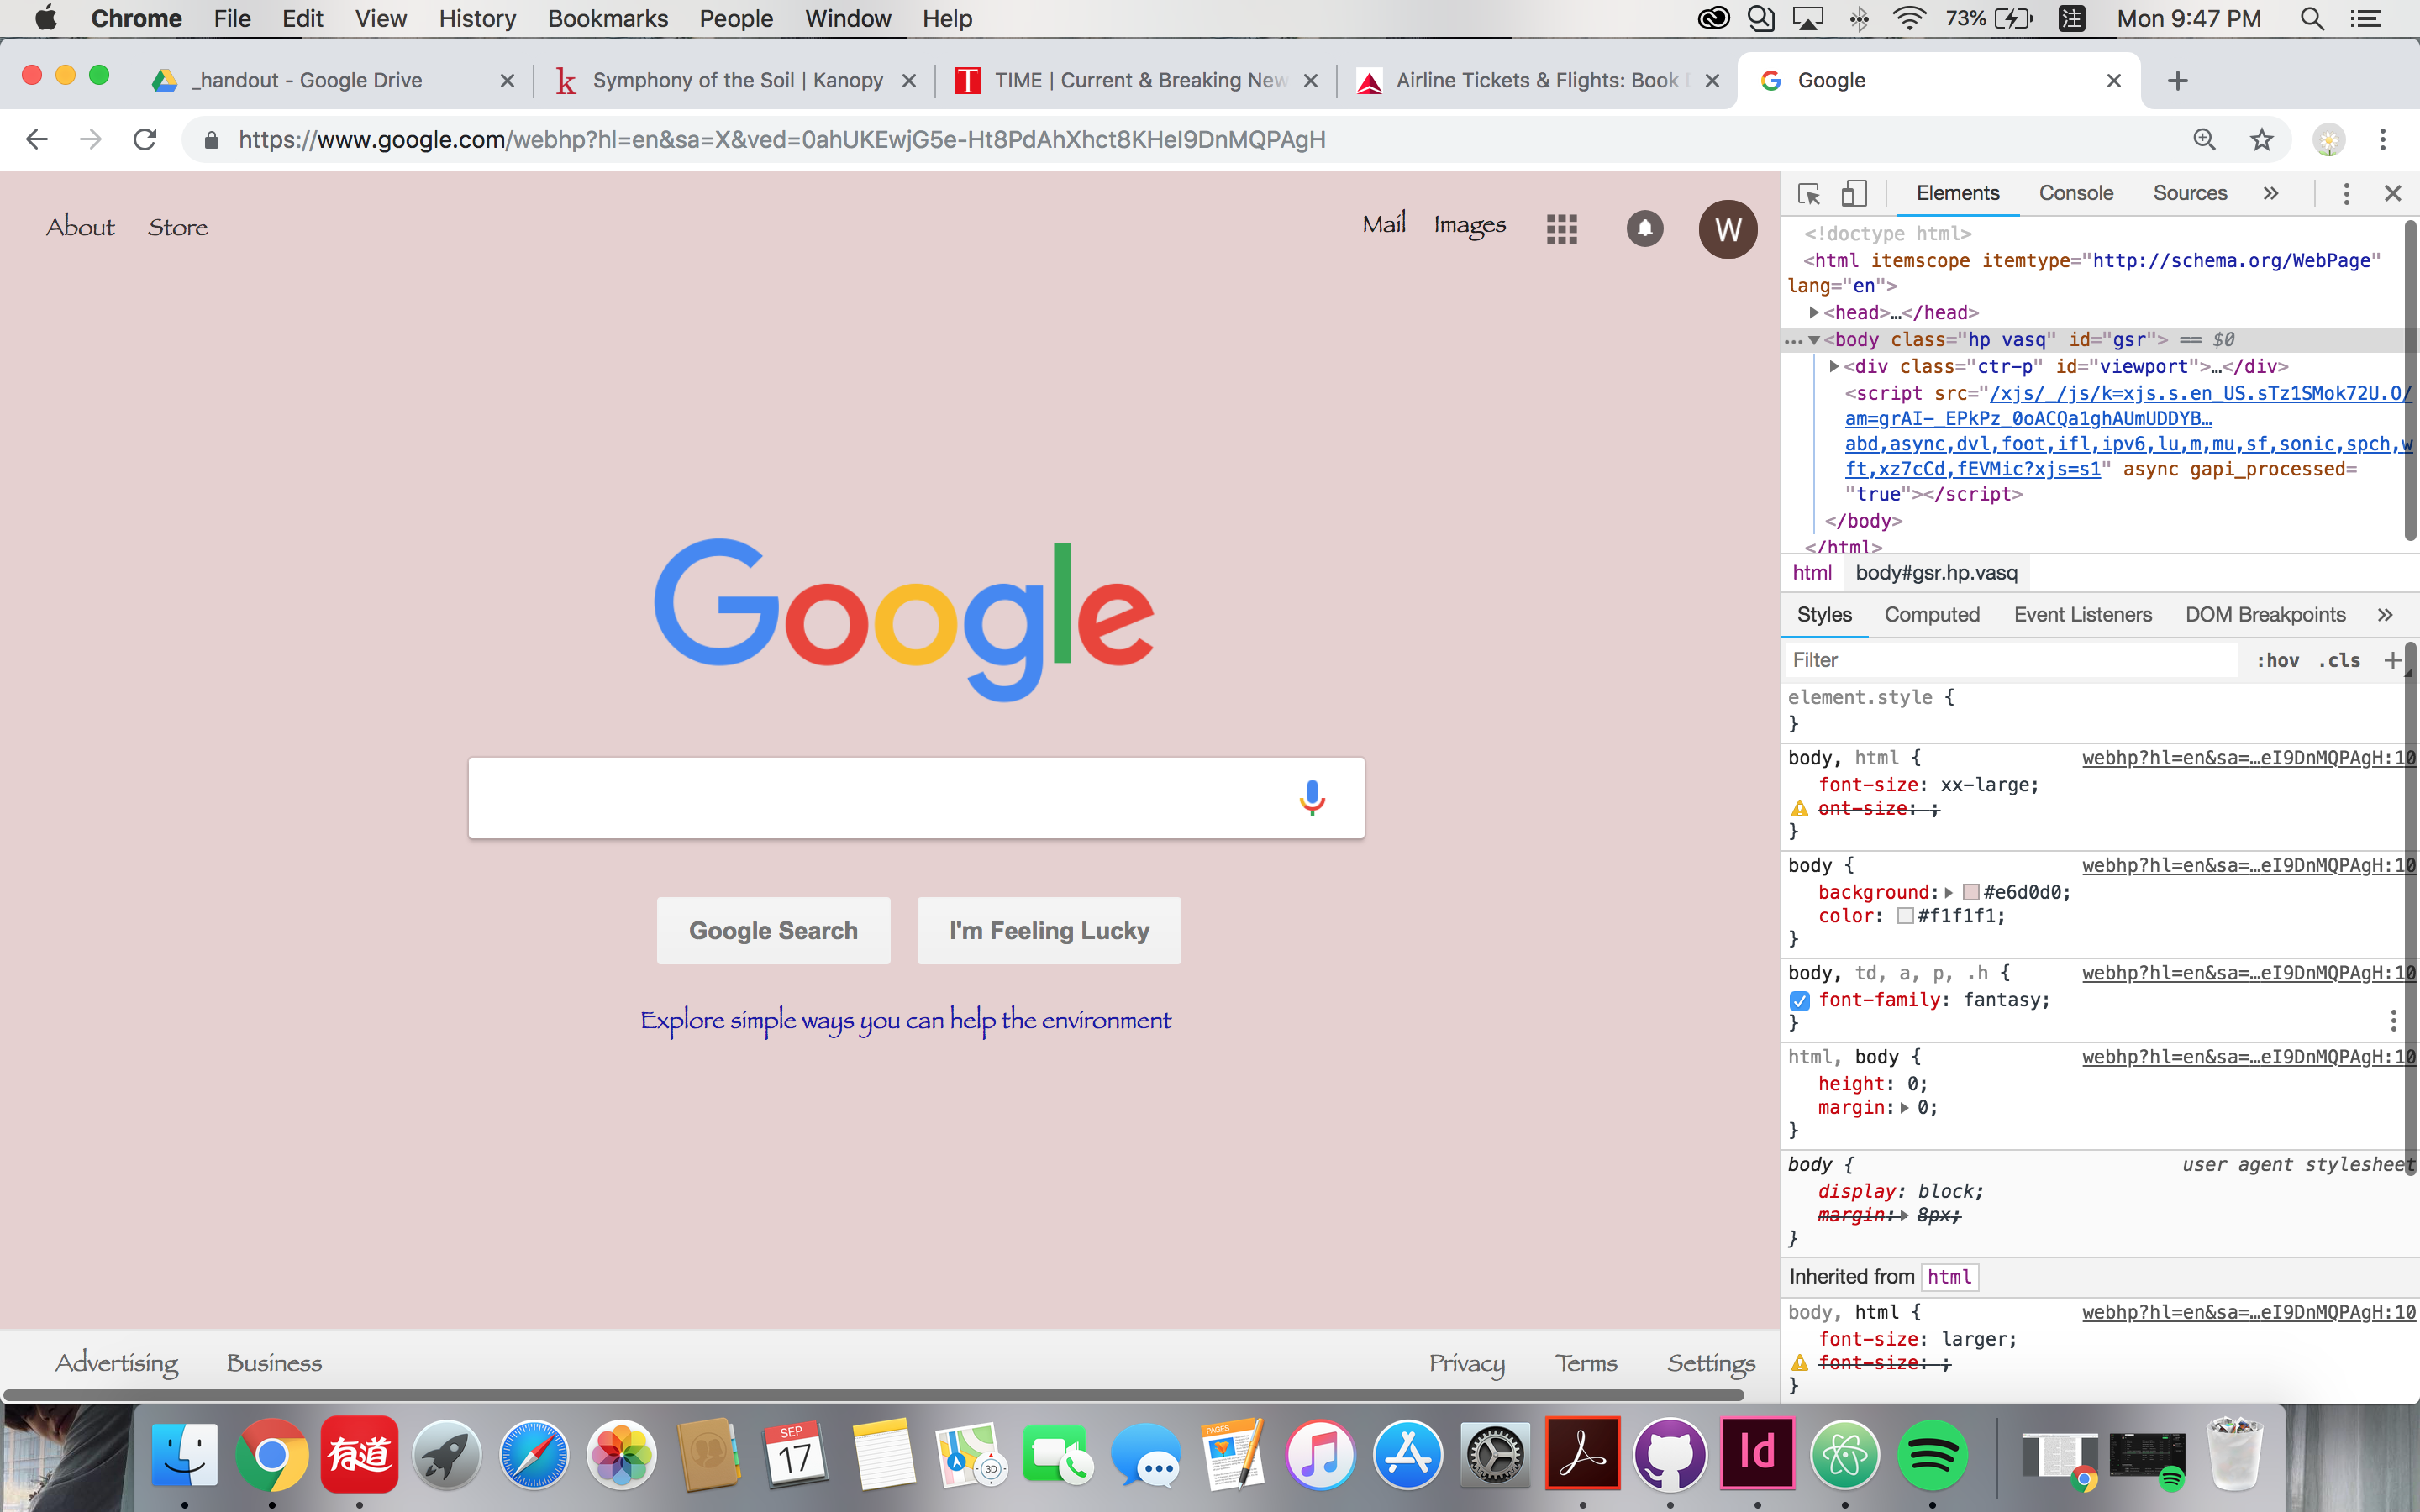 Chrome File Edit View History Bookmarks People Window Help 73% 注 Mon 9:47 PM
_handout - Google Drive
k Symphony of the Soil | Kanopy
T TIME | Current & Breaking New
Airline Tickets & Flights: Book
Google
https://www.google.com/webhp?hl=en&sa=X&ved=0ahUKEwjG5e-Ht8PdAhXhct8KHeI9DnMQPAgH
About Store
Mail Images W
Google
Google Search I'm Feeling Lucky
Explore simple ways you can help the environment
Advertising Business
Privacy Terms Settings
Elements Console Sources »
<!doctype html>
<html itemscope itemtype="http://schema.org/WebPage"
lang="en">
<head>…</head>
… <body class="hp vasq" id="gsr"> == $0
<div class="ctr-p" id="viewport">…</div>
<script src="/xjs/_/js/k=xjs.s.en_US.sTz1SMok72U.O/
am=grAI-_EPkPz_0oACQa1ghAUmUDDYB…
abd,async,dvl,foot,ifl,ipv6,lu,m,mu,sf,sonic,spch,w
ft,xz7cCd,fEVMic?xjs=s1" async gapi_processed=
"true"></script>
</body>
</html>
html body#gsr.hp.vasq
Styles Computed Event Listeners DOM Breakpoints »
Filter :hov .cls +
element.style {
}
body, html { webhp?hl=en&sa=…eI9DnMQPAgH:10
font-size: xx-large;
ont-size: ;
}
body { webhp?hl=en&sa=…eI9DnMQPAgH:10
background: #e6d0d0;
color: #f1f1f1;
}
body, td, a, p, .h { webhp?hl=en&sa=…eI9DnMQPAgH:10
font-family: fantasy;
}
html, body { webhp?hl=en&sa=…eI9DnMQPAgH:10
height: 0;
margin: 0;
}
body { user agent stylesheet
display: block;
margin: 8px;
}
Inherited from html
body, html { webhp?hl=en&sa=…eI9DnMQPAgH:10
font-size: larger;
font-size: ;
}
有道
SEP
17
3D
PAGES
Id